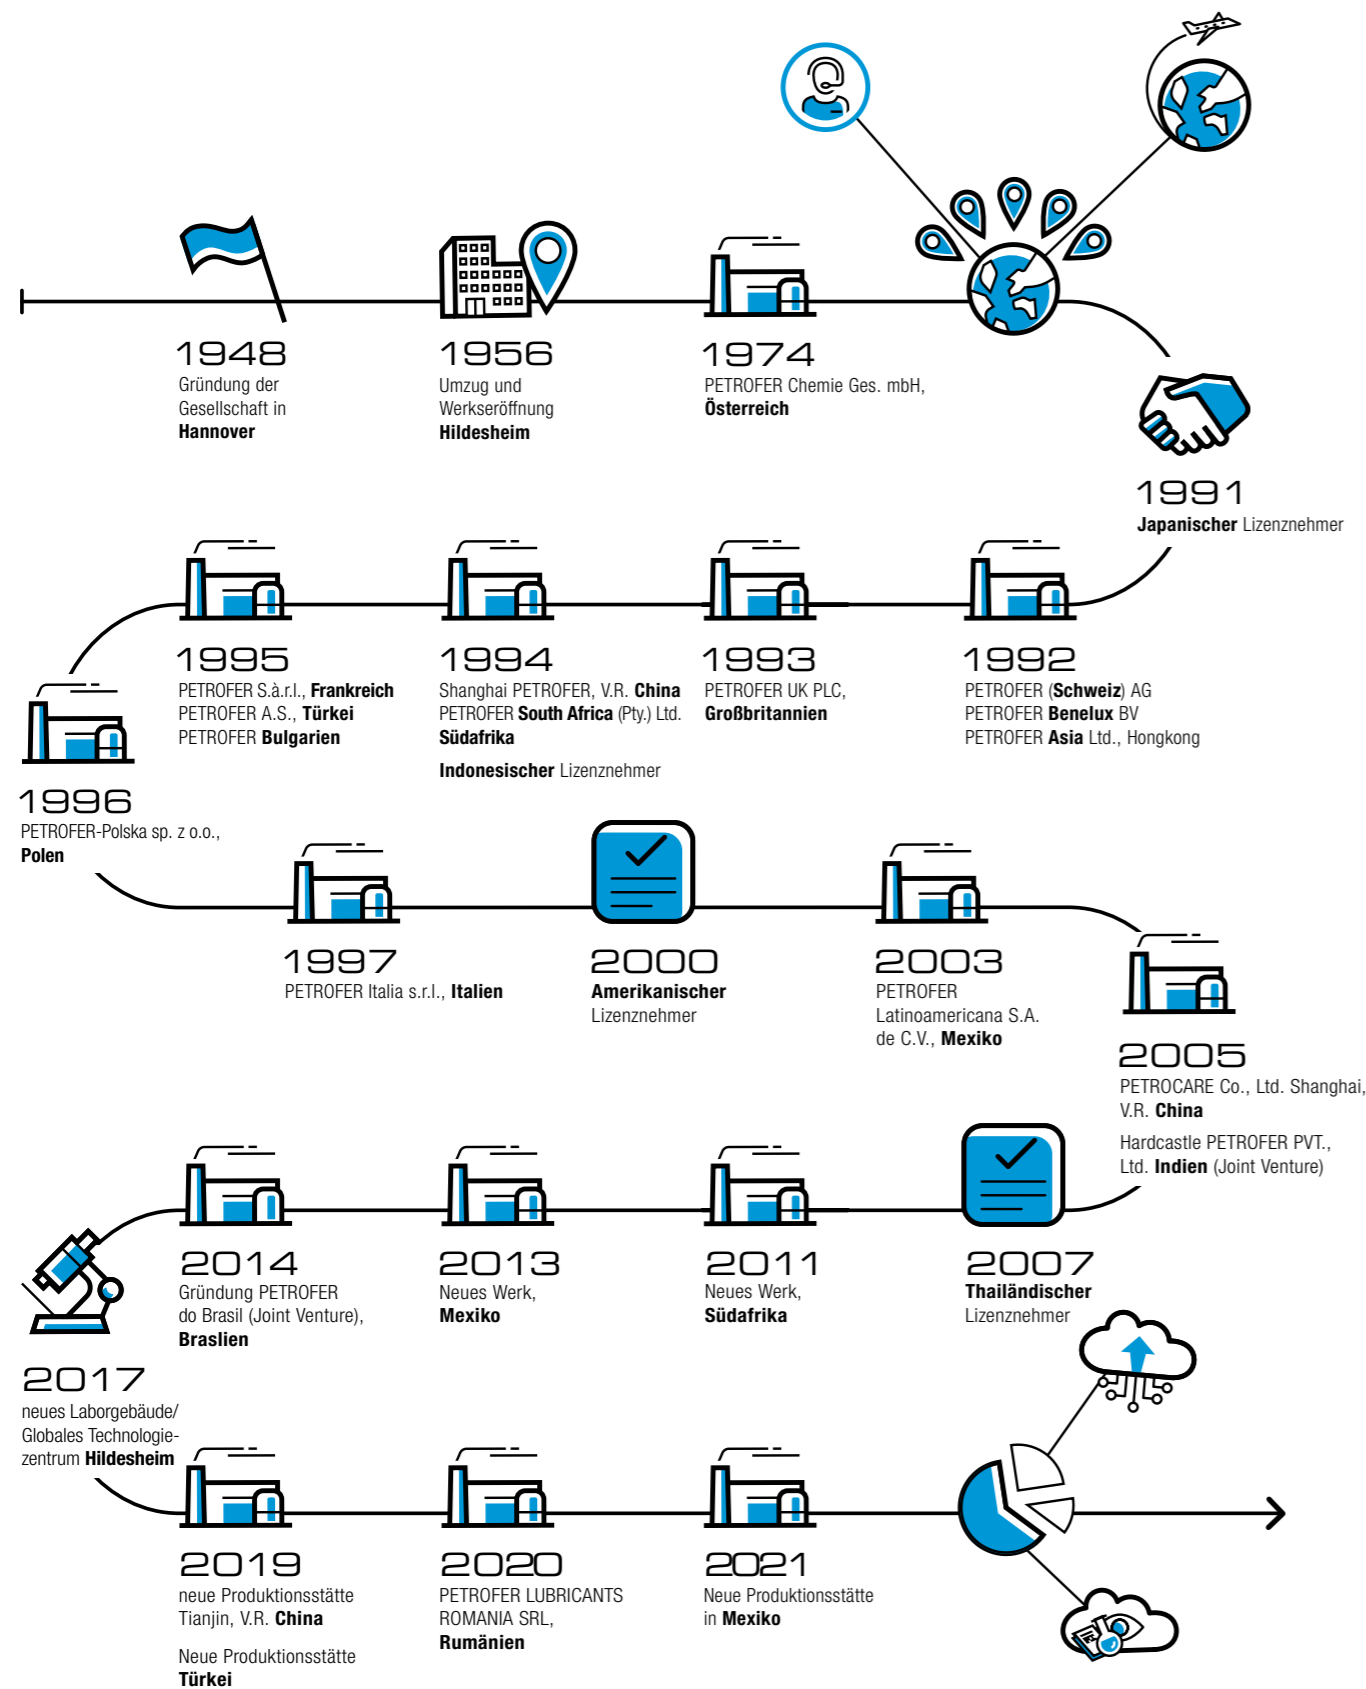 1948
Gründung der
Gesellschaft in
Hannover
1956
Umzug und
Werkseröffnung
Hildesheim
1974
PETROFER Chemie Ges. mbH,
Österreich
1991
Japanischer Lizenznehmer
1992
PETROFER (Schweiz) AG
PETROFER Benelux BV
PETROFER Asia Ltd., Hongkong
1993
PETROFER UK PLC,
Großbritannien
1994
Shanghai PETROFER, V.R. China
PETROFER South Africa (Pty.) Ltd.
Südafrika
Indonesischer Lizenznehmer
1995
PETROFER S.à.r.l., Frankreich
PETROFER A.S., Türkei
PETROFER Bulgarien
1996
PETROFER-Polska sp. z o.o.,
Polen
1997
PETROFER Italia s.r.l., Italien
2000
Amerikanischer
Lizenznehmer
2003
PETROFER
Latinoamericana S.A.
de C.V., Mexiko
2005
PETROCARE Co., Ltd. Shanghai,
V.R. China
Hardcastle PETROFER PVT.,
Ltd. Indien (Joint Venture)
2007
Thailändischer
Lizenznehmer
2011
Neues Werk,
Südafrika
2013
Neues Werk,
Mexiko
2014
Gründung PETROFER
do Brasil (Joint Venture),
Braslien
2017
neues Laborgebäude/
Globales Technologie-
zentrum Hildesheim
2019
neue Produktionsstätte
Tianjin, V.R. China
Neue Produktionsstätte
Türkei
2020
PETROFER LUBRICANTS
ROMANIA SRL,
Rumänien
2021
Neue Produktionsstätte
in Mexiko